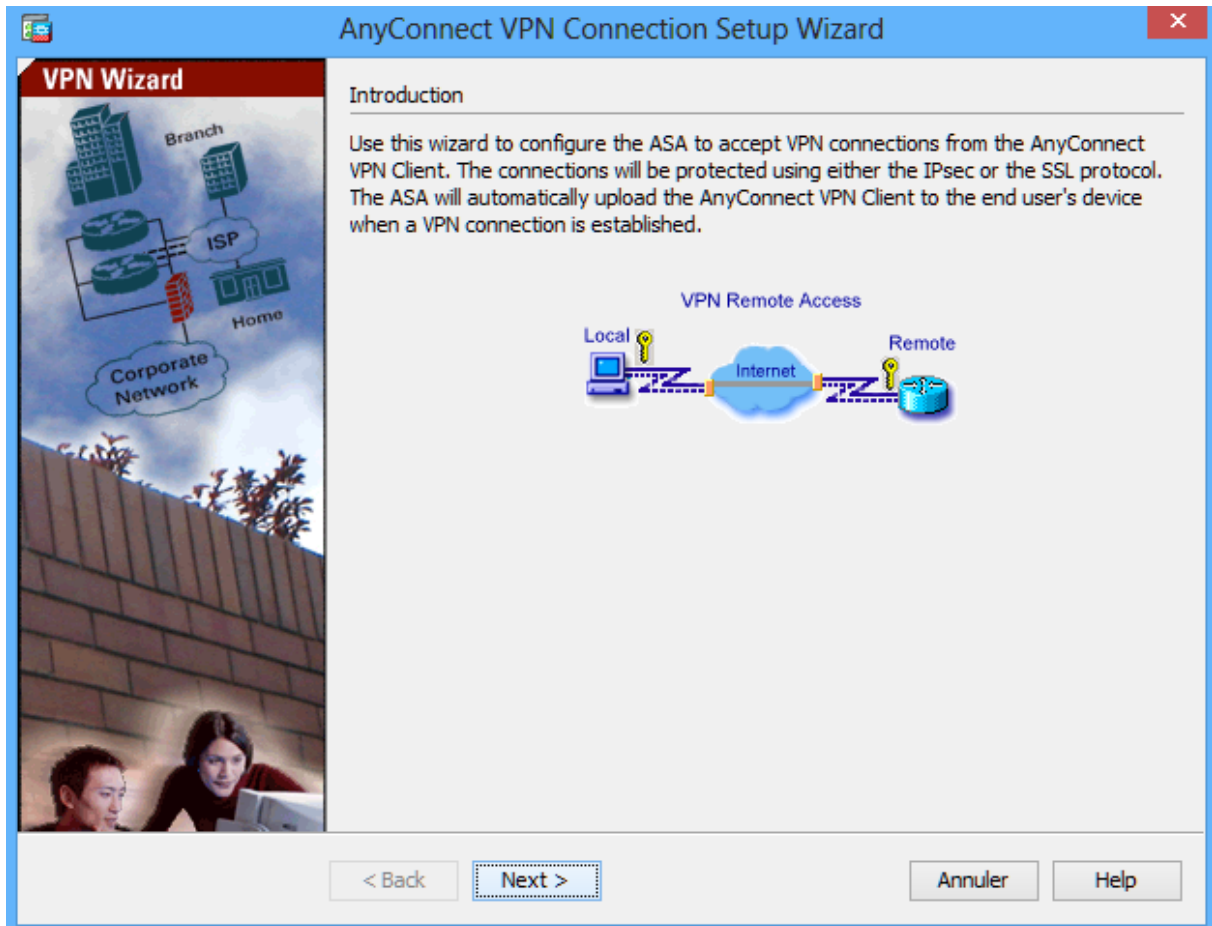 AnyConnect VPN Connection Setup Wizard
VPN Wizard
Branch
ISP
Home
Corporate
Network
Introduction
Use this wizard to configure the ASA to accept VPN connections from the AnyConnect
VPN Client. The connections will be protected using either the IPsec or the SSL protocol.
The ASA will automatically upload the AnyConnect VPN Client to the end user's device
when a VPN connection is established.
VPN Remote Access
Local
Remote
Internet
< Back
Next >
Annuler
Help